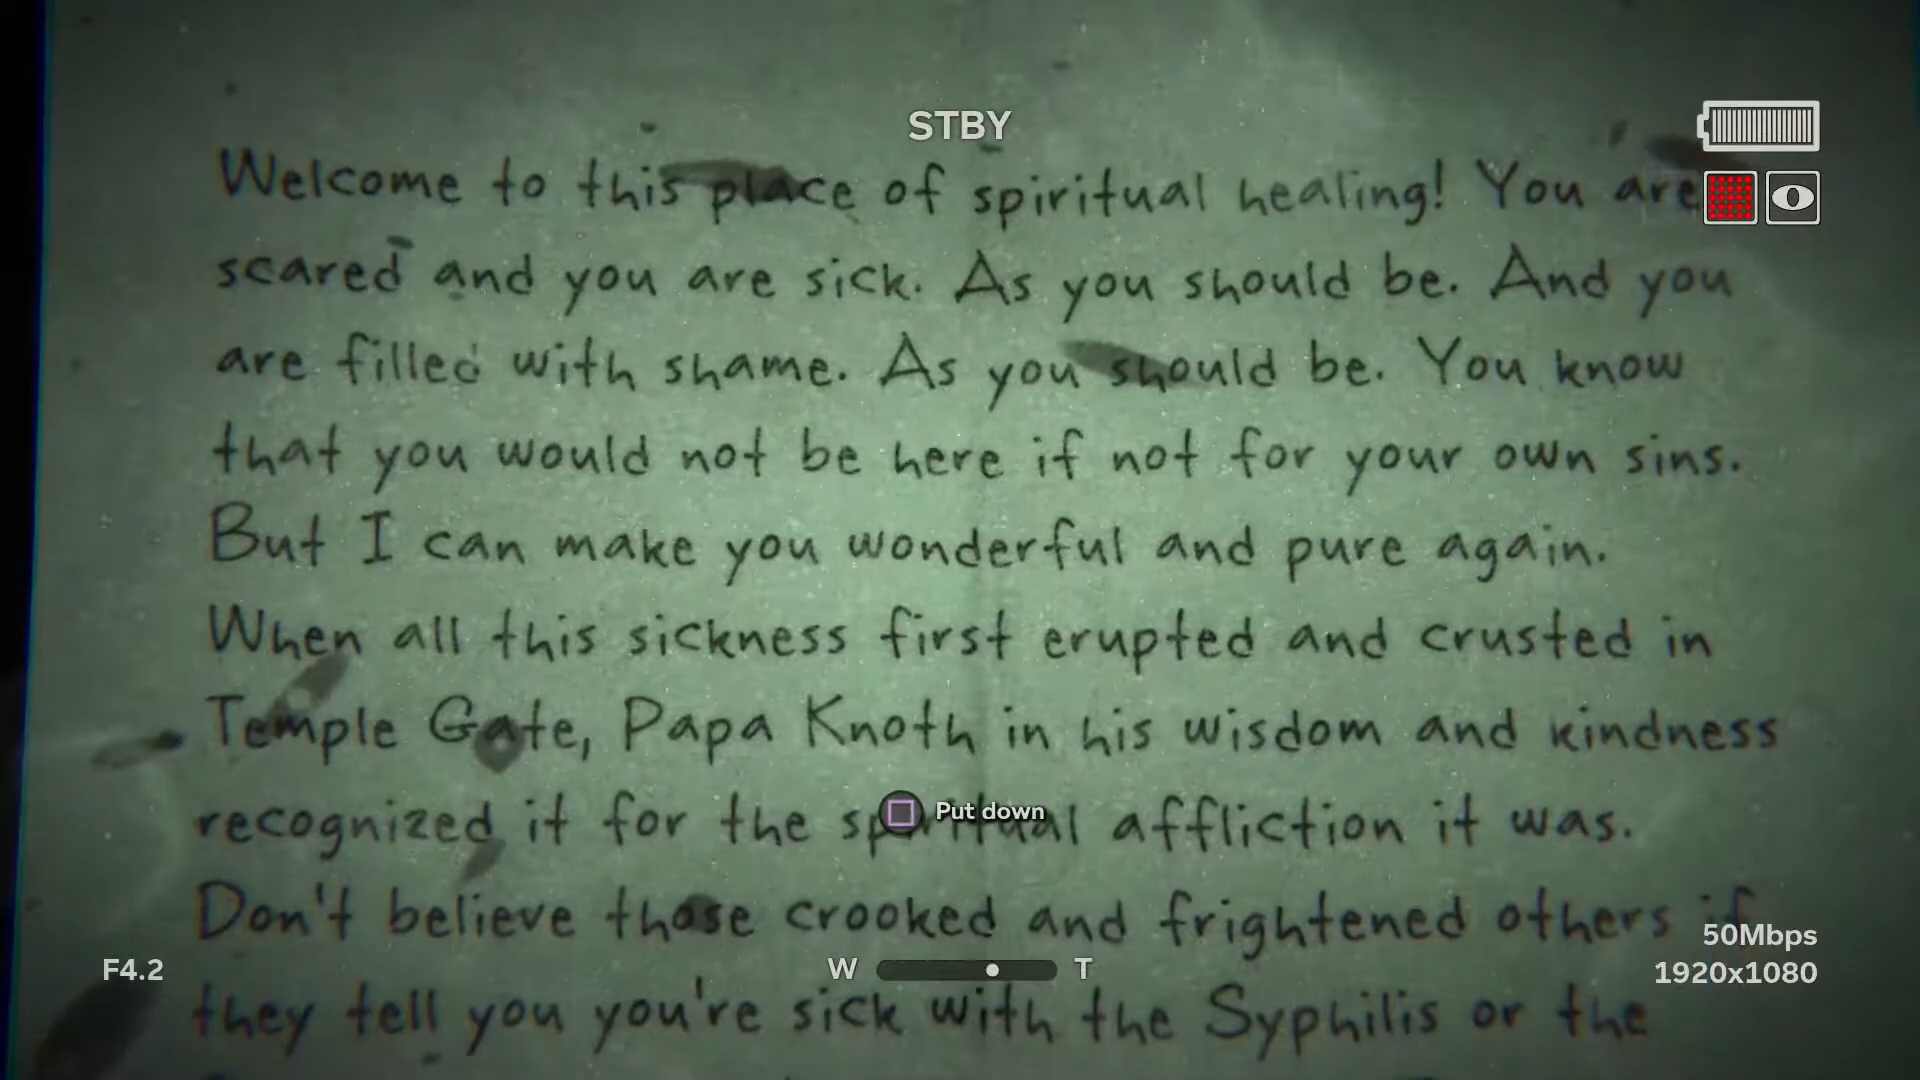 STBY
Welcome to this place of spiritual healing! You are
scared and you are sick. As you should be. And you
are filled with shame. As you should be. You know
that you would not be here if not for your own sins.
But I can make you wonderful and pure again.
When all this sickness first erupted and crusted in
Temple Gate, Papa Knoth in his wisdom and kindness
recognized it for the spiritual affliction it was.
Put down
Don't believe those crooked and frightened others if
50Mbps
F4.2
W T
1920x1080
they tell you you're sick with the Syphilis or the